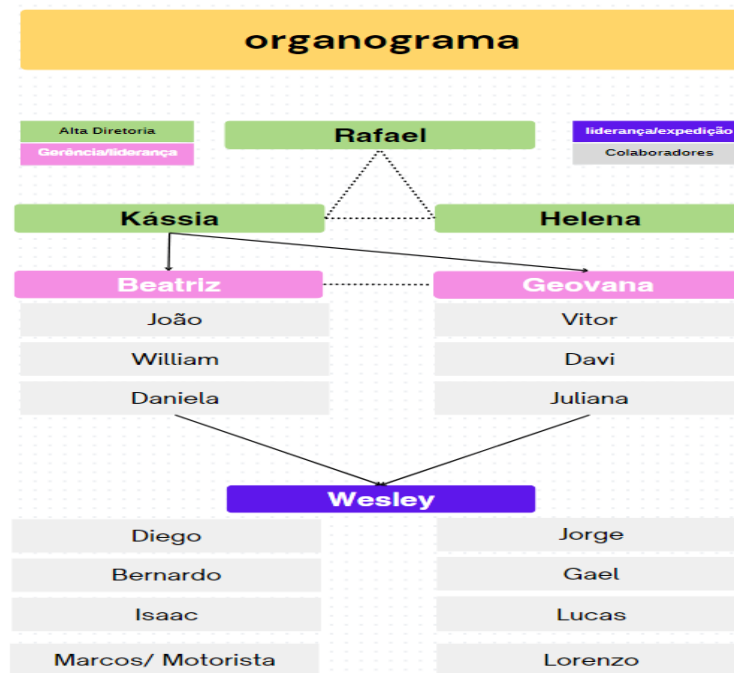 organograma
Alta Diretoria
Gerência/liderança
Rafael
liderança/expedição
Colaboradores
Kássia
Helena
Beatriz
Geovana
João
Vitor
William
Davi
Daniela
Juliana
Wesley
Diego
Jorge
Bernardo
Gael
Isaac
Lucas
Marcos/ Motorista
Lorenzo